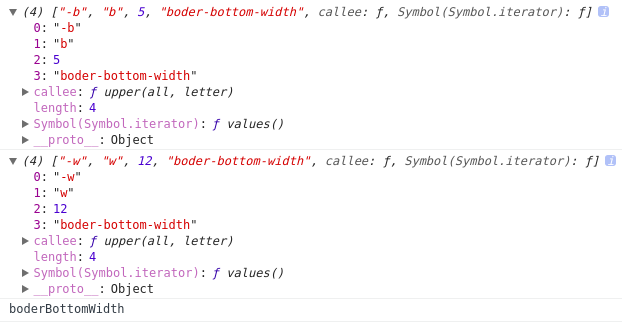 ▼ (4) ["-b", "b", 5, "boder-bottom-width", callee: ƒ, Symbol(Symbol.iterator): ƒ] i
0: "-b"
1: "b"
2: 5
3: "boder-bottom-width"
▶ callee: ƒ upper(all, letter)
length: 4
▶ Symbol(Symbol.iterator): ƒ values()
▶ __proto__: Object
▼ (4) ["-w", "w", 12, "boder-bottom-width", callee: ƒ, Symbol(Symbol.iterator): ƒ] i
0: "-w"
1: "w"
2: 12
3: "boder-bottom-width"
▶ callee: ƒ upper(all, letter)
length: 4
▶ Symbol(Symbol.iterator): ƒ values()
▶ __proto__: Object
boderBottomWidth